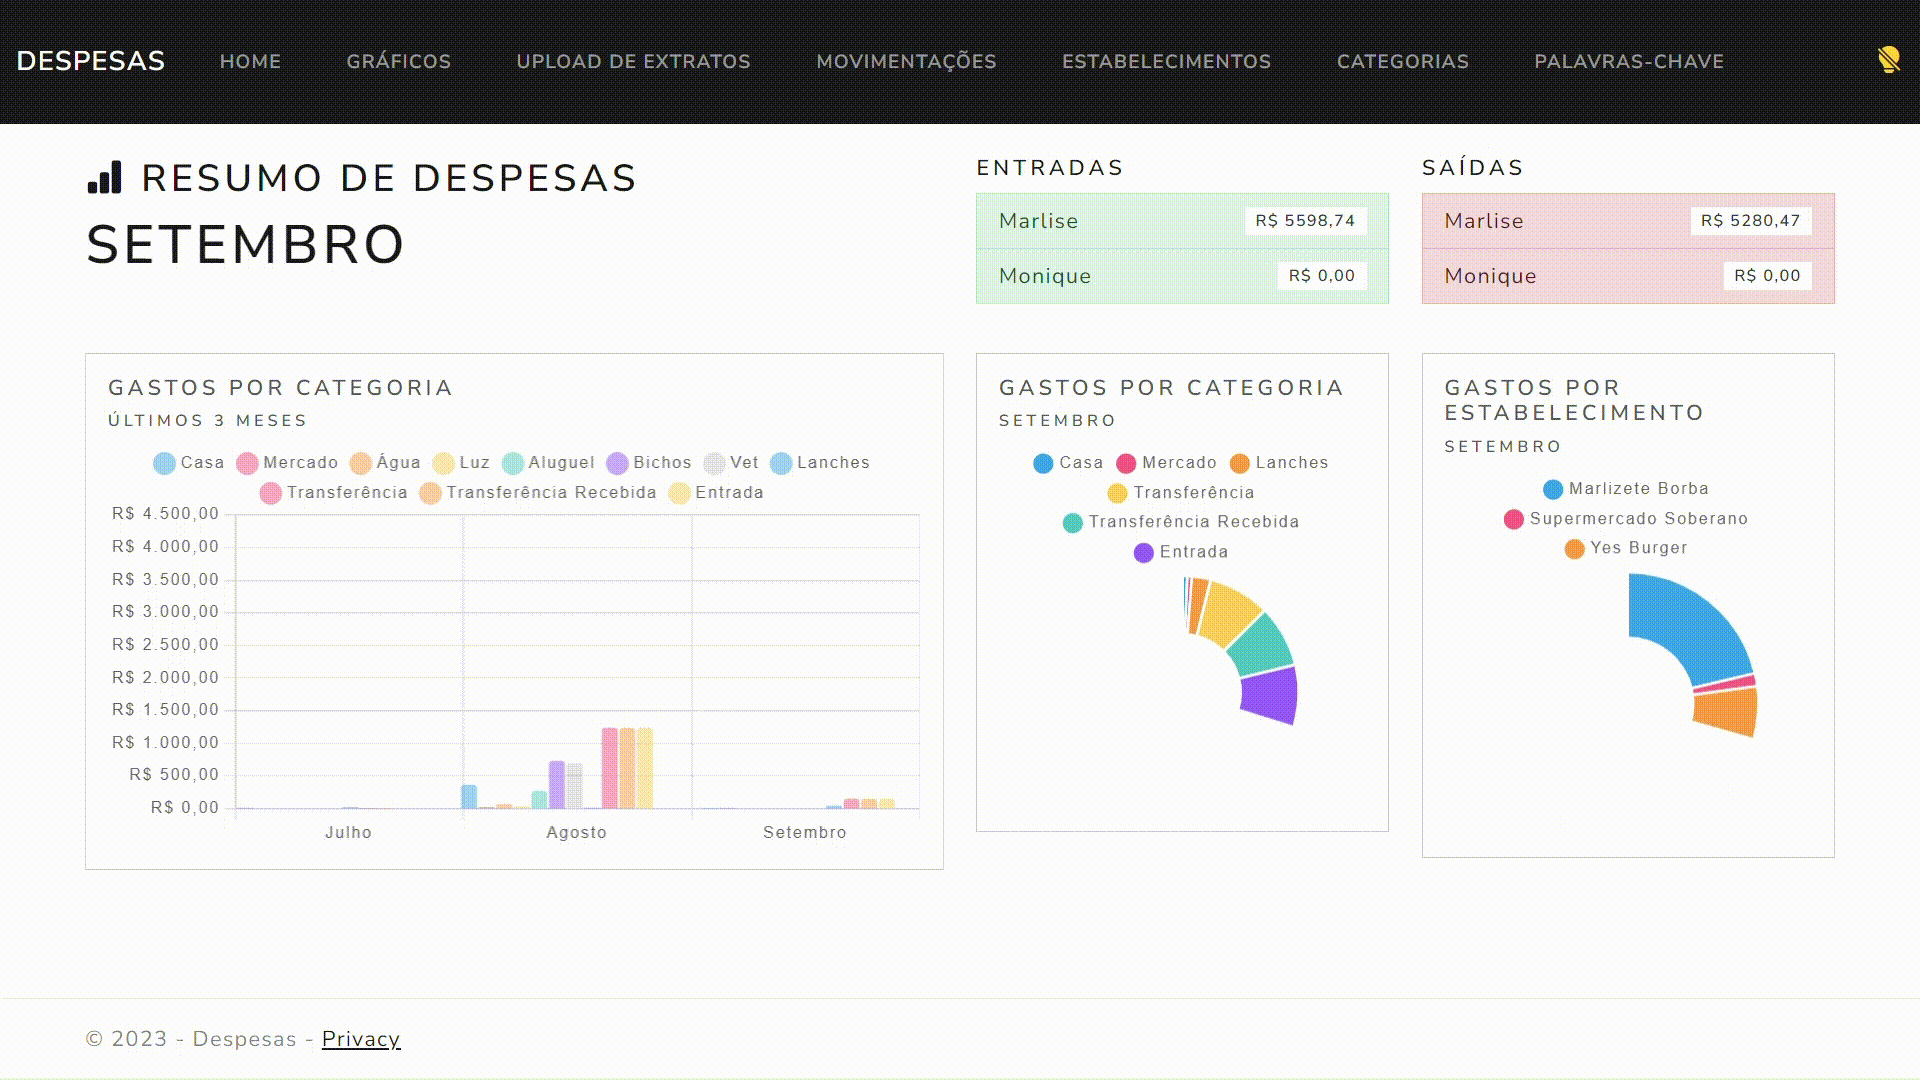 DESPESAS HOME GRÁFICOS UPLOAD DE EXTRATOS MOVIMENTAÇÕES ESTABELECIMENTOS CATEGORIAS PALAVRAS-CHAVE
RESUMO DE DESPESAS
SETEMBRO
ENTRADAS
Marlise R$ 5598,74
Monique R$ 0,00
SAÍDAS
Marlise R$ 5280,47
Monique R$ 0,00
GASTOS POR CATEGORIA
ÚLTIMOS 3 MESES
Casa Mercado Água Luz Aluguel Bichos Vet Lanches
Transferência Transferência Recebida Entrada
R$ 4.500,00
R$ 4.000,00
R$ 3.500,00
R$ 3.000,00
R$ 2.500,00
R$ 2.000,00
R$ 1.500,00
R$ 1.000,00
R$ 500,00
R$ 0,00
Julho Agosto Setembro
GASTOS POR CATEGORIA
SETEMBRO
Casa Mercado Lanches
Transferência
Transferência Recebida
Entrada
GASTOS POR
ESTABELECIMENTO
SETEMBRO
Marlizete Borba
Supermercado Soberano
Yes Burger
© 2023 - Despesas - Privacy